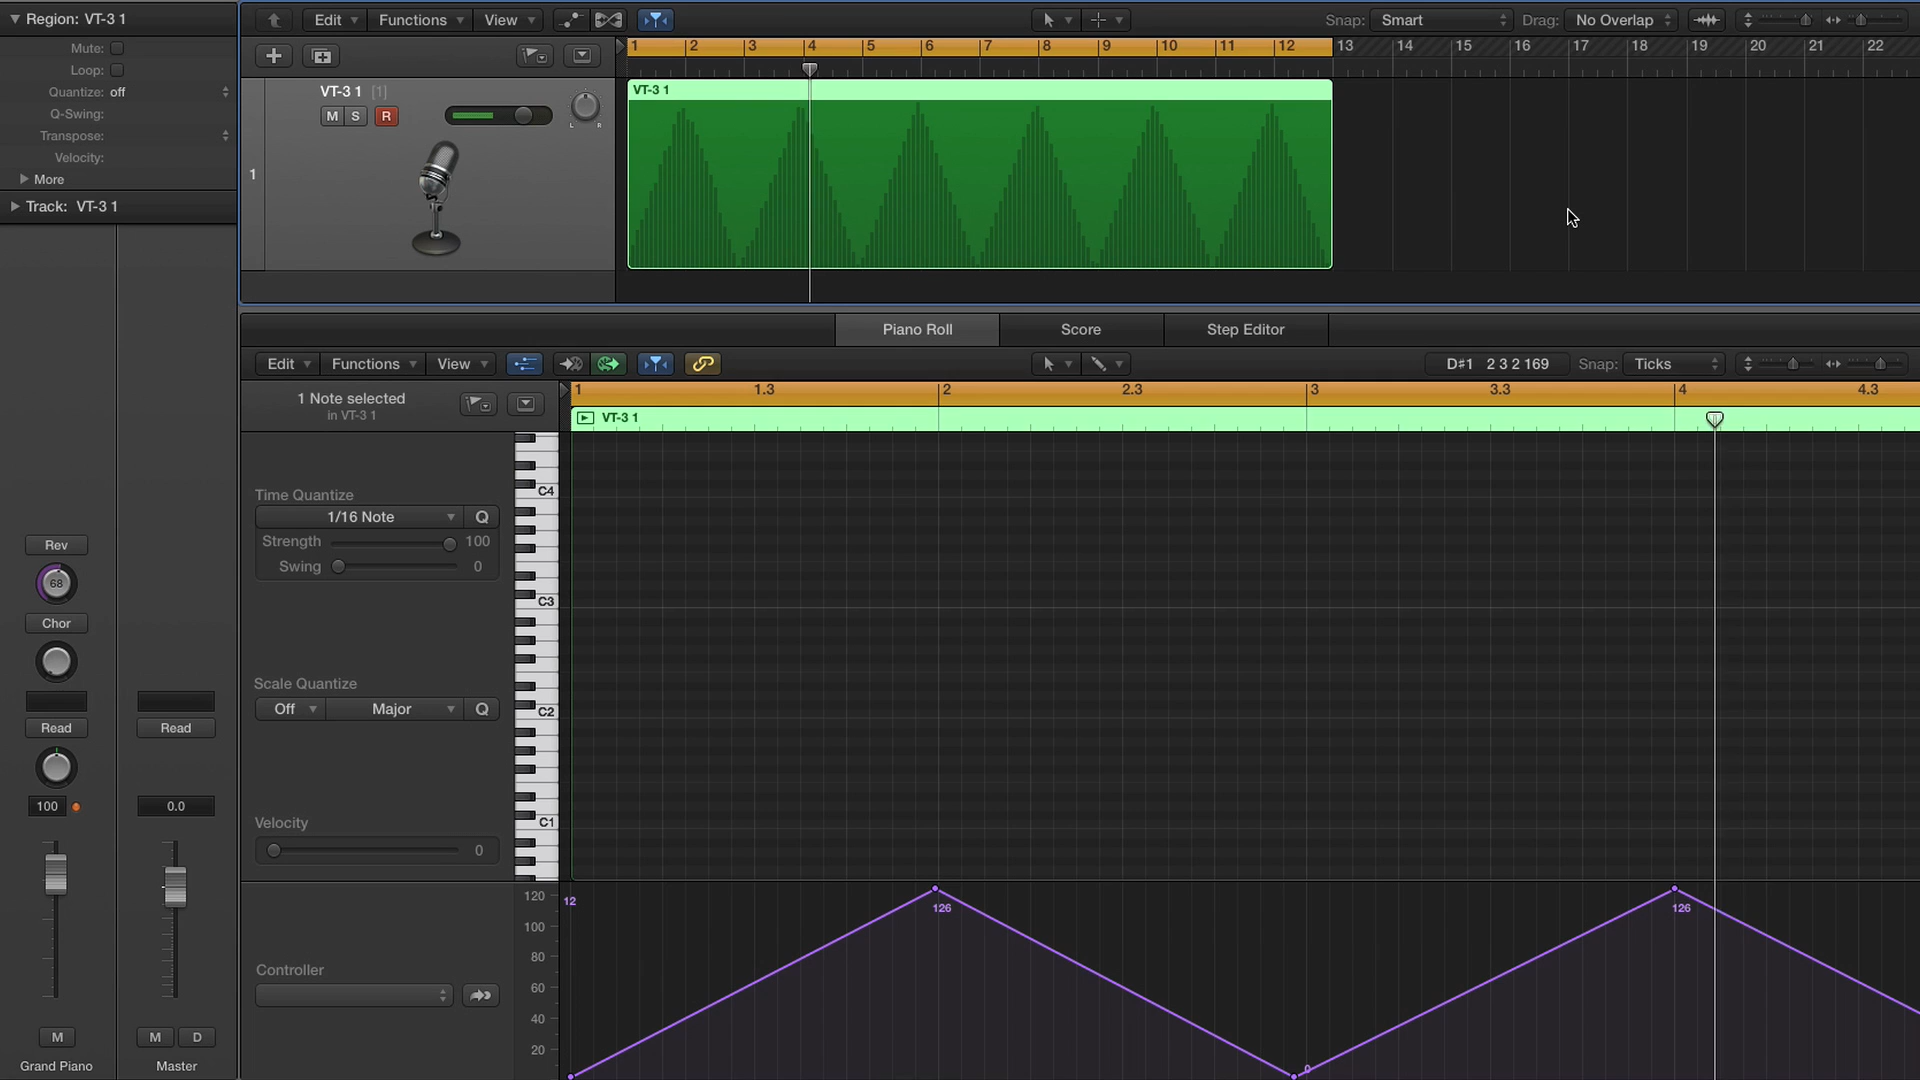 Region: VT-3 1
Mute:
Loop:
Quantize: off
Q-Swing:
Transpose:
Velocity:
More
Track: VT-3 1
Edit Functions View
Snap: Smart Drag: No Overlap
1 2 3 4 5 6 7 8 9 10 11 12 13 14 15 16 17 18 19 20 21 22
VT-3 1 [1]
M S R
L R
1
VT-3 1
Piano Roll Score Step Editor
Edit Functions View
D#1 2 3 2 169 Snap: Ticks
1 1.3 2 2.3 3 3.3 4 4.3
1 Note selected
in VT-3 1
VT-3 1
Time Quantize
1/16 Note Q
Strength 100
Swing 0
Scale Quantize
Off Major Q
Velocity
0
C4
C3
C2
C1
Controller
120
100
80
60
40
20
12
126
126
0
Rev
68
Chor
Read Read
100 0.0
M M D
Grand Piano Master